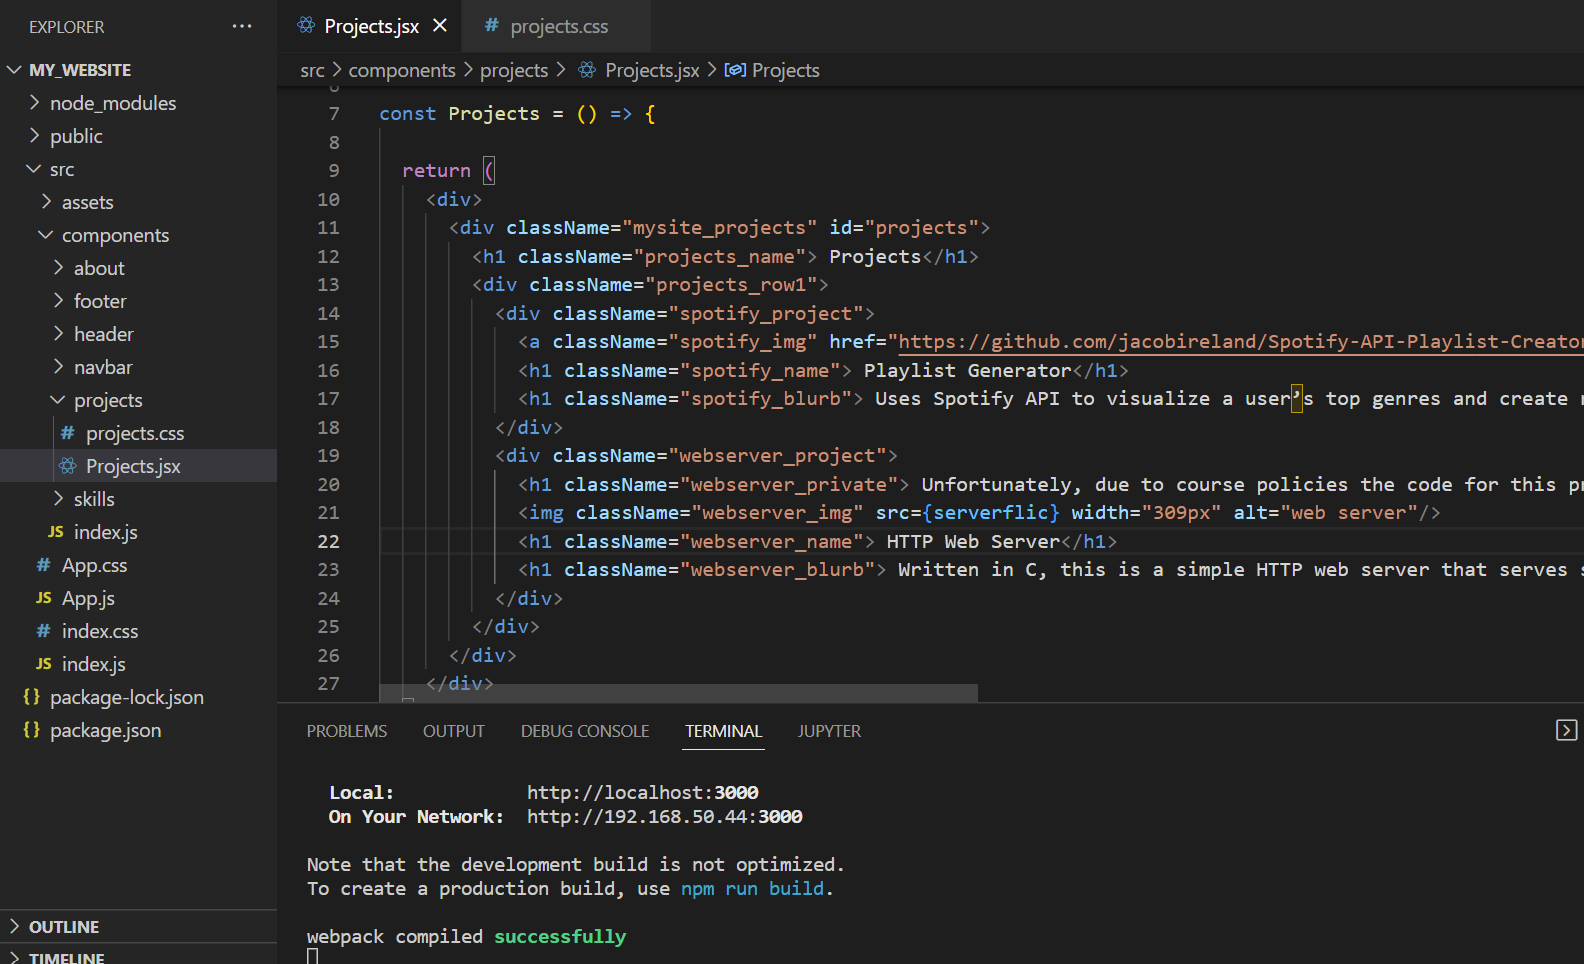 EXPLORER
MY_WEBSITE
node_modules
public
src
assets
components
about
footer
header
navbar
projects
# projects.css
Projects.jsx
skills
JS index.js
# App.css
JS App.js
# index.css
JS index.js
{} package-lock.json
{} package.json
OUTLINE
TIMELINE
Projects.jsx
# projects.css
src > components > projects > Projects.jsx > Projects
6
7 const Projects = () => {
8
9 return (
10 <div>
11 <div className="mysite_projects" id="projects">
12 <h1 className="projects_name"> Projects</h1>
13 <div className="projects_row1">
14 <div className="spotify_project">
15 <a className="spotify_img" href="https://github.com/jacobireland/Spotify-API-Playlist-Creator
16 <h1 className="spotify_name"> Playlist Generator</h1>
17 <h1 className="spotify_blurb"> Uses Spotify API to visualize a user’s top genres and create
18 </div>
19 <div className="webserver_project">
20 <h1 className="webserver_private"> Unfortunately, due to course policies the code for this
21 <img className="webserver_img" src={serverflic} width="309px" alt="web server"/>
22 <h1 className="webserver_name"> HTTP Web Server</h1>
23 <h1 className="webserver_blurb"> Written in C, this is a simple HTTP web server that serves
24 </div>
25 </div>
26 </div>
27 </div>
PROBLEMS OUTPUT DEBUG CONSOLE TERMINAL JUPYTER
Local: http://localhost:3000
On Your Network: http://192.168.50.44:3000
Note that the development build is not optimized.
To create a production build, use npm run build.
webpack compiled successfully